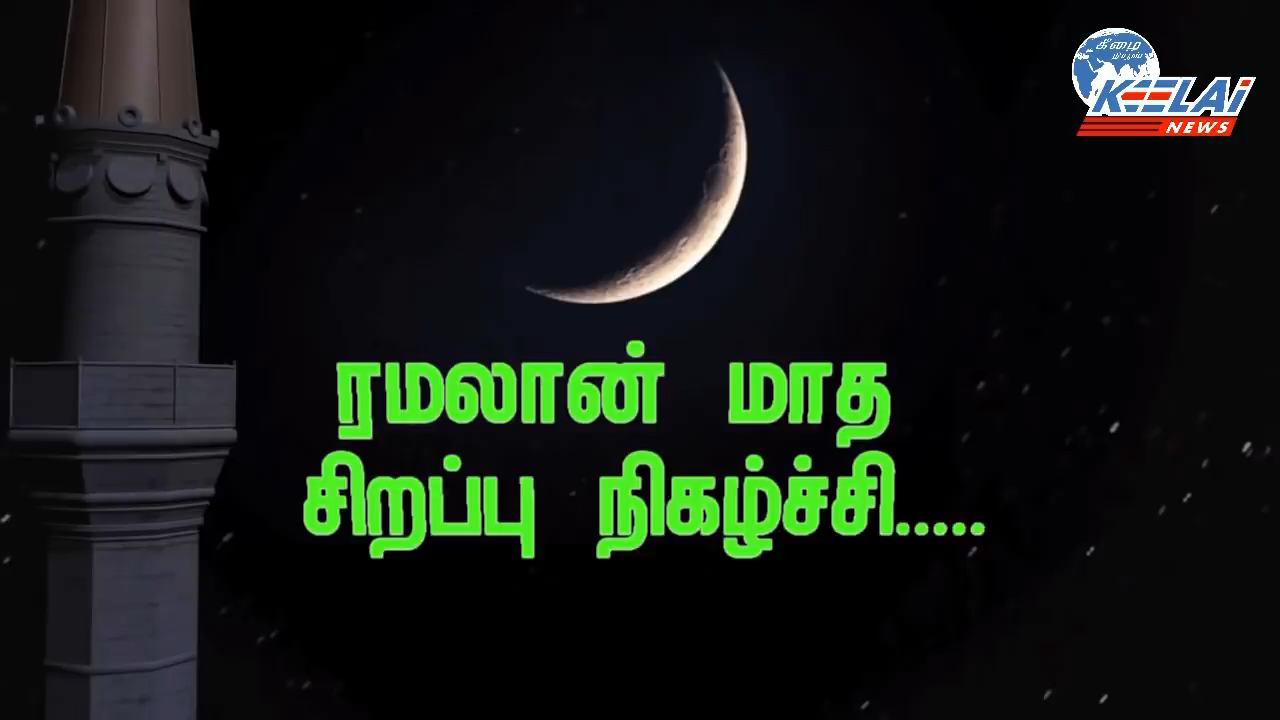 கீழை
KEELAi
NEWS
ரமலான் மாத
சிறப்பு நிகழ்ச்சி.....